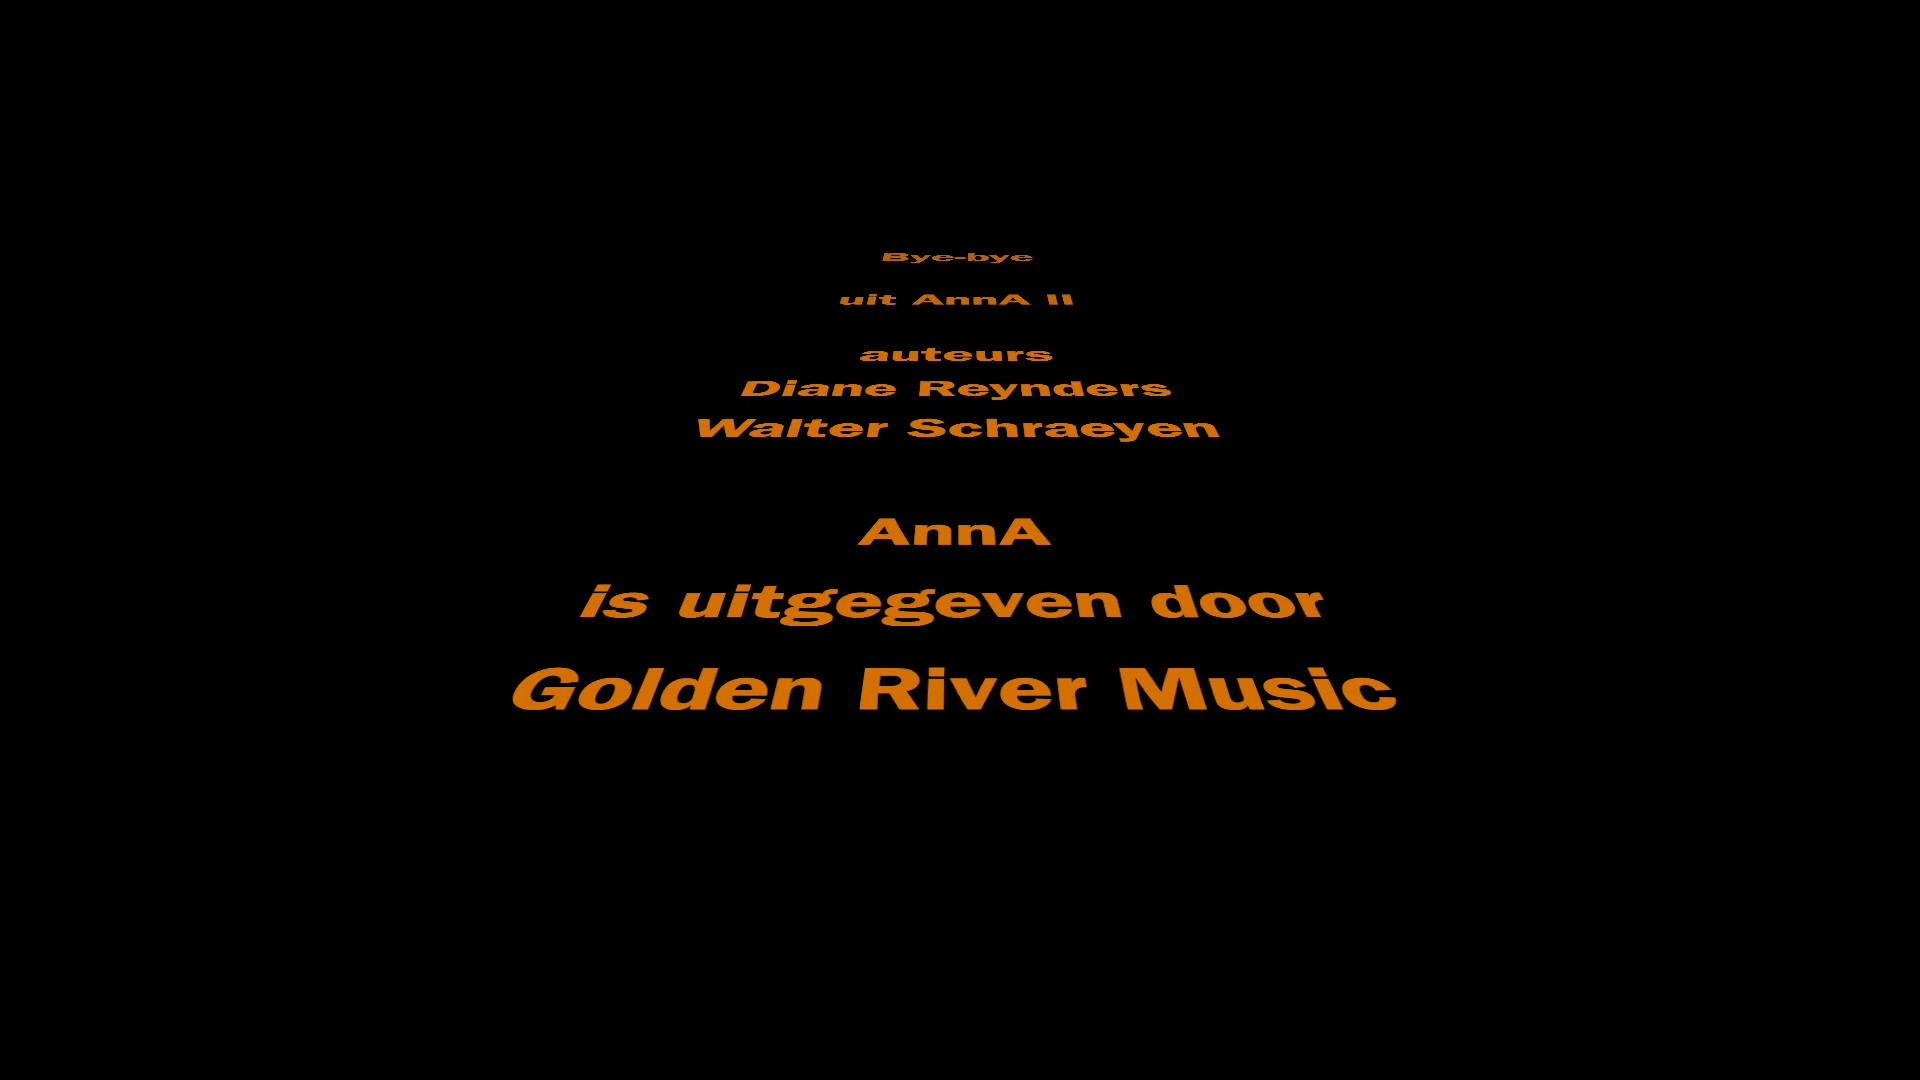 Bye-bye
uit AnnA II
auteurs
Diane Reynders
Walter Schraeyen
AnnA
is uitgegeven door
Golden River Music